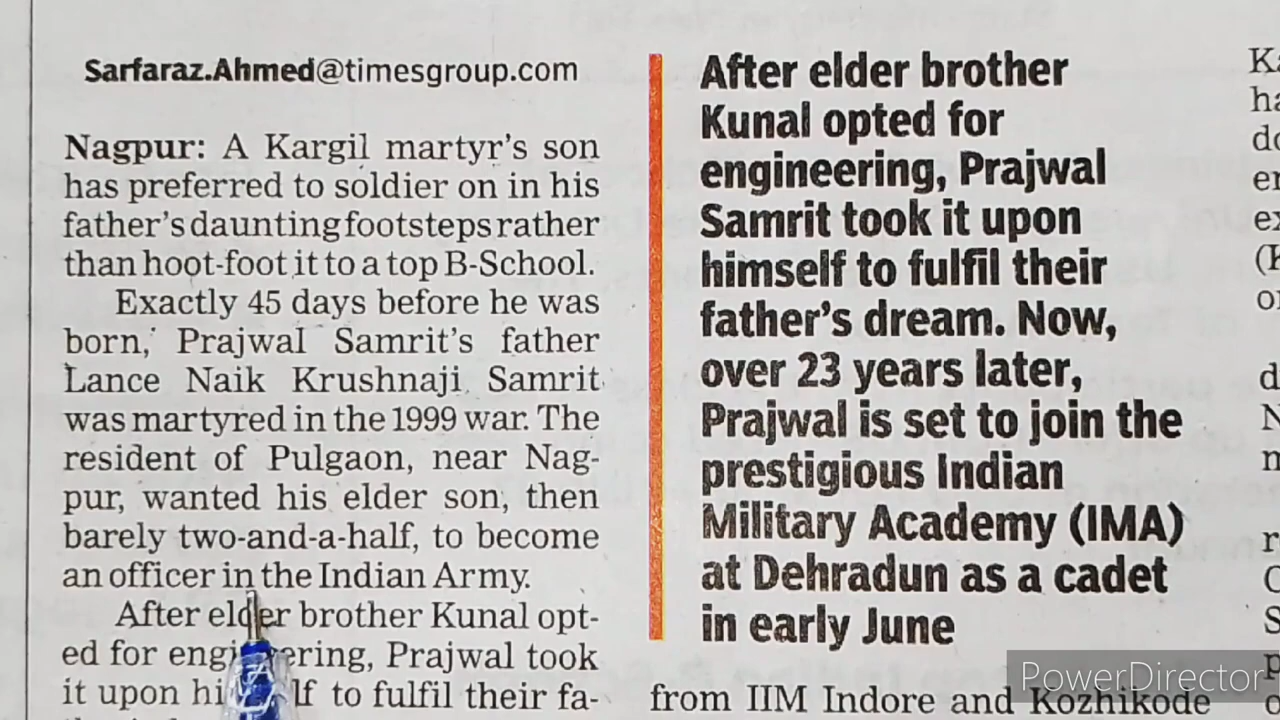 Sarfaraz.Ahmed@timesgroup.com
Nagpur: A Kargil martyr's son
has preferred to soldier on in his
father's daunting footsteps rather
than hoot-foot it to a top B-School.
Exactly 45 days before he was
born, Prajwal Samrit's father
Lance Naik Krushnaji Samrit
was martyred in the 1999 war. The
resident of Pulgaon, near Nag-
pur, wanted his elder son, then
barely two-and-a-half, to become
an officer in the Indian Army.
After elder brother Kunal opt-
ed for engineering, Prajwal took
it upon to fulfil their fa-
After elder brother
Kunal opted for
engineering, Prajwal
Samrit took it upon
himself to fulfil their
father's dream. Now,
over 23 years later,
Prajwal is set to join the
prestigious Indian
Military Academy (IMA)
at Dehradun as a cadet
in early June
from IIM Indore and Kozhikode
PowerDirector